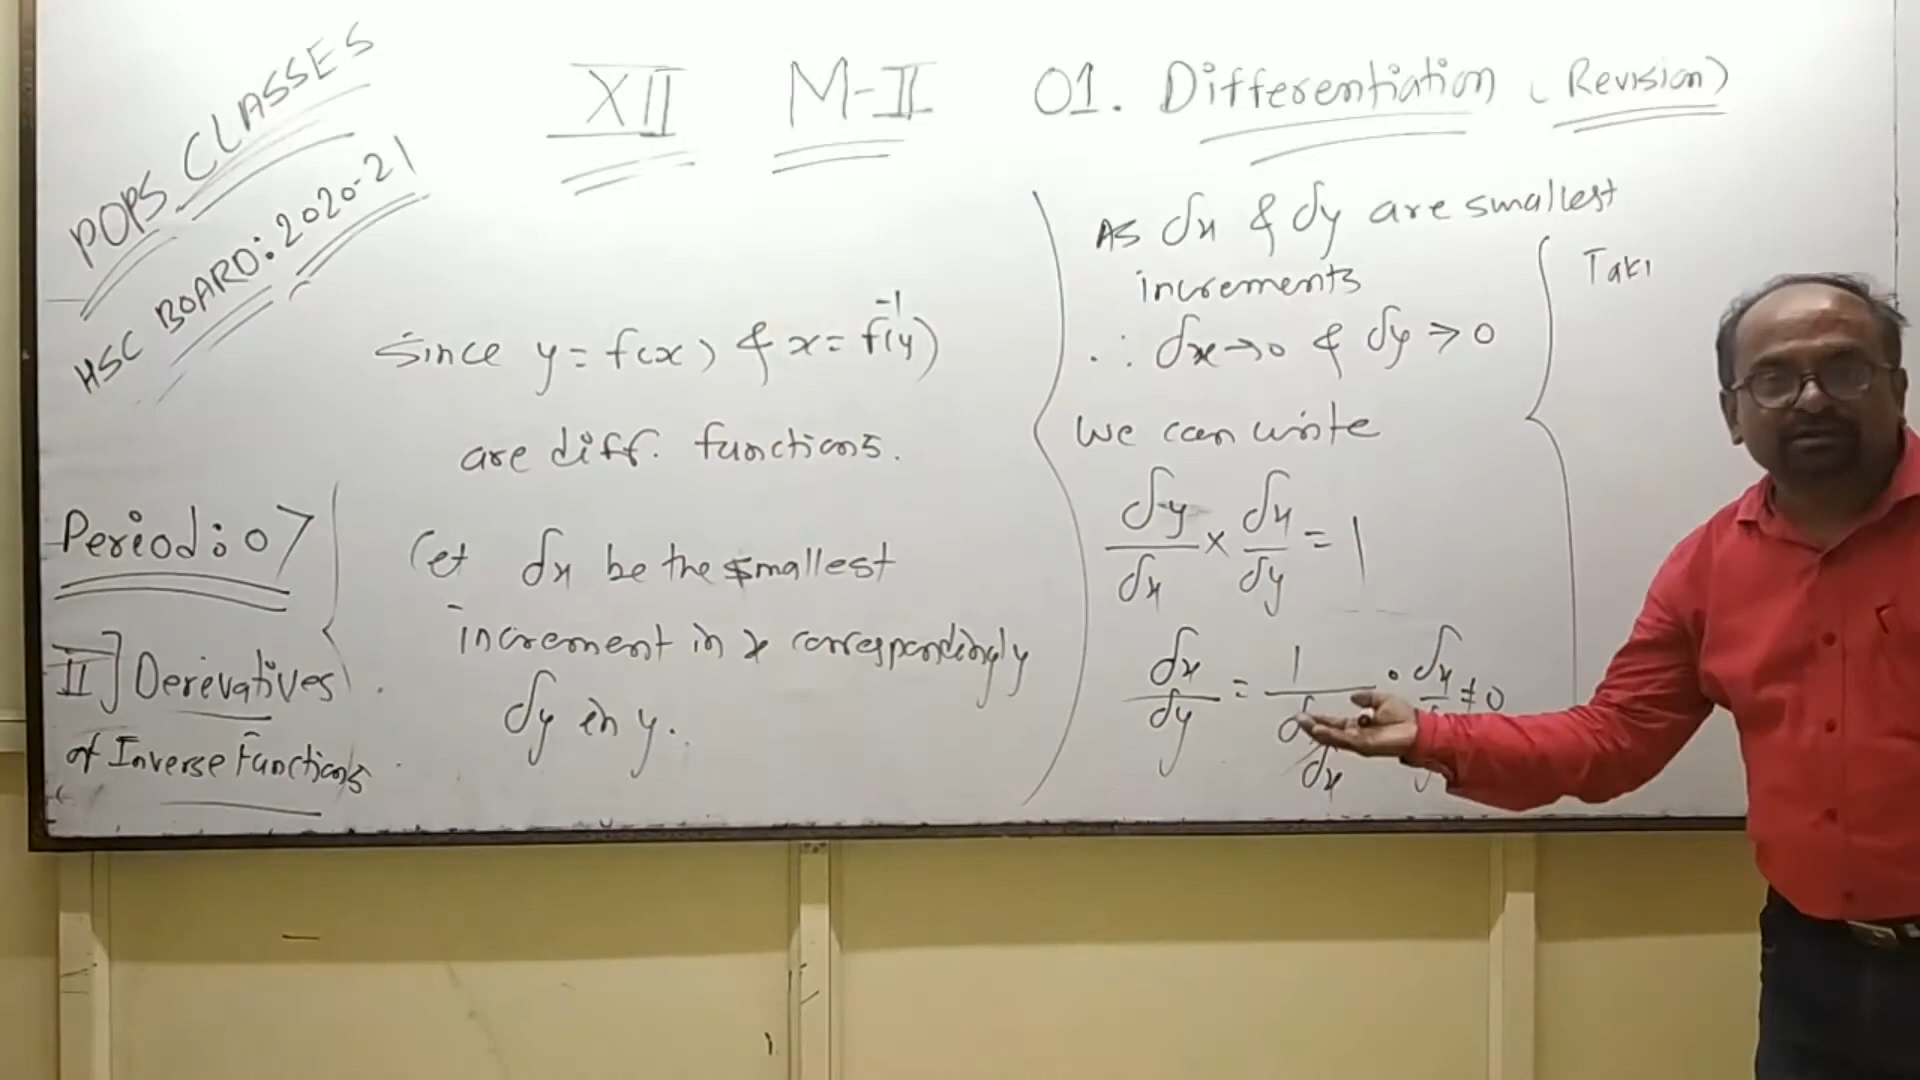 POPS CLASSES
HSC BOARD: 2020-21
XII M-II 01. Differentiation (Revision)
Period: 07
II] Derevatives
of Inverse Functions
Since y = f(x) & x = f⁻¹(y)
are diff. functions.
Let δx be the smallest
increment in x correspondingly
δy in y.
As δx & δy are smallest
increments
∴ δx → 0 & δy → 0
We can write
δy/δx × δx/δy = 1
δx/δy = 1/(δy/δx)
≠ 0
Taki